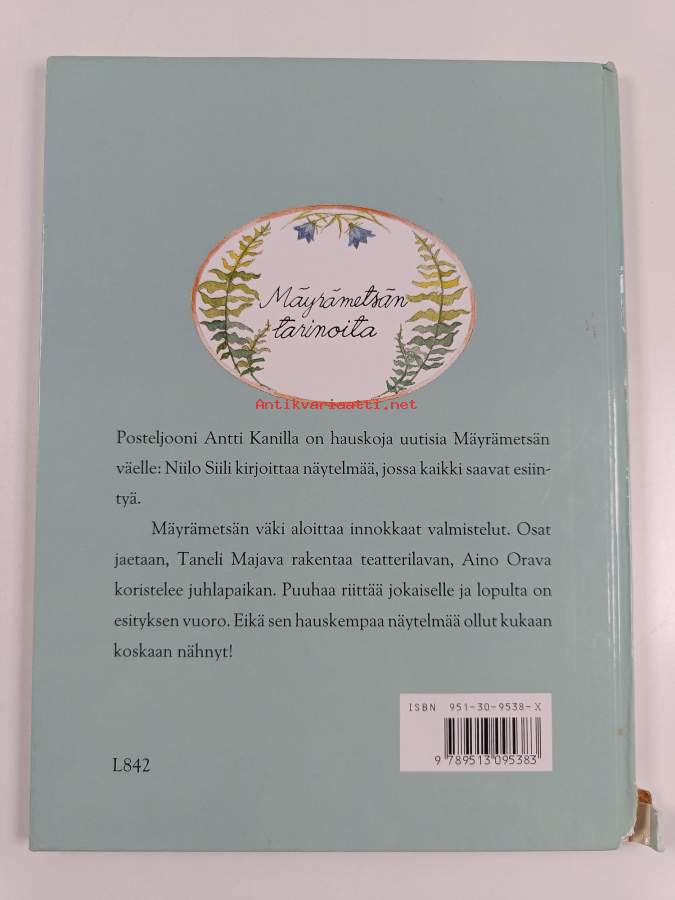 Mäyrämetsän
tarinoita
Antikvariaatti.net
Posteljooni Antti Kanilla on hauskoja uutisia Mäyrämetsän
väelle: Niilo Siili kirjoittaa näytelmää, jossa kaikki saavat esiin-
tyä.
Mäyrämetsän väki aloittaa innokkaat valmistelut. Osat
jaetaan, Taneli Majava rakentaa teatterilavan, Aino Orava
koristelee juhlapaikan. Puuhaa riittää jokaiselle ja lopulta on
esityksen vuoro. Eikä sen hauskempaa näytelmää ollut kukaan
koskaan nähnyt!
ISBN 951-30-9538-X
9 789513 095383
L842